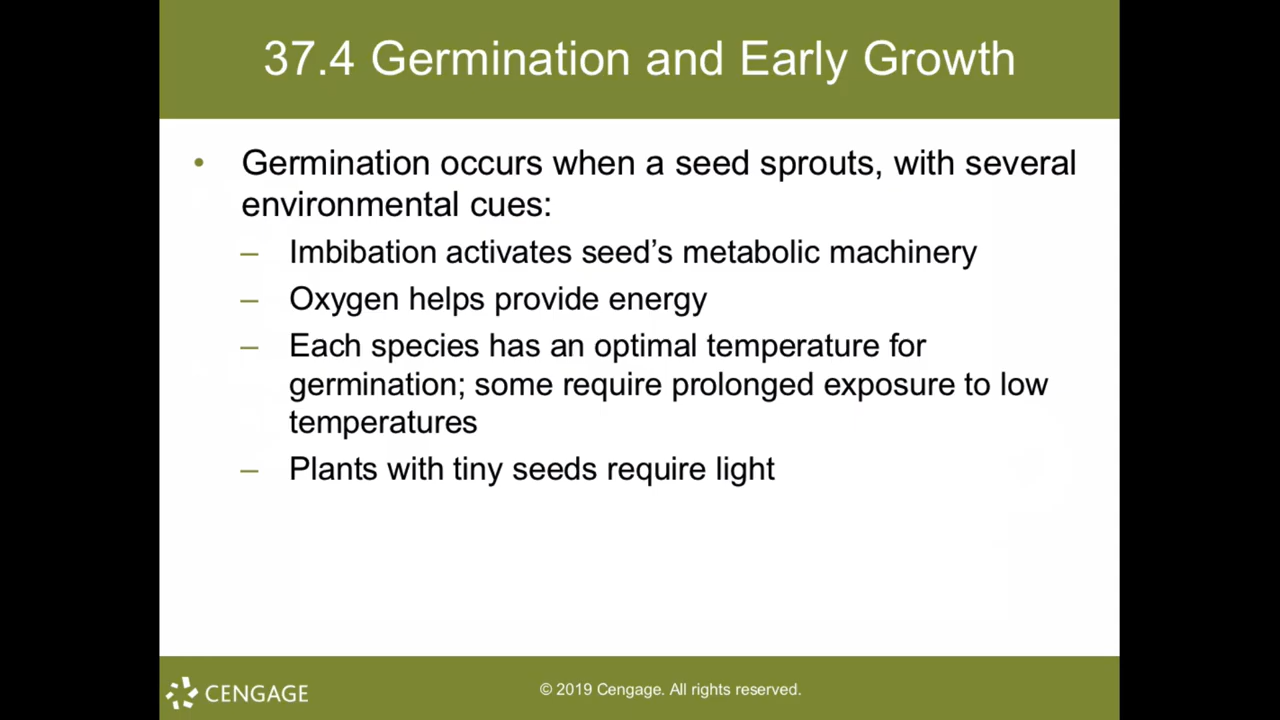 37.4 Germination and Early Growth
• Germination occurs when a seed sprouts, with several
environmental cues:
– Imbibation activates seed’s metabolic machinery
– Oxygen helps provide energy
– Each species has an optimal temperature for
germination; some require prolonged exposure to low
temperatures
– Plants with tiny seeds require light
CENGAGE
© 2019 Cengage. All rights reserved.